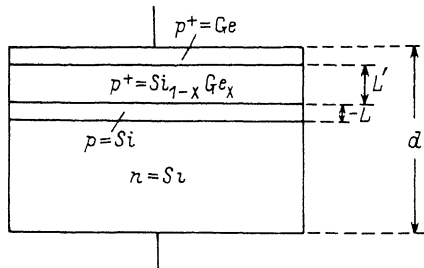 p⁺=Ge
p⁺=Si₁₋ₓGeₓ
L'
-L
p=Si
d
n=Si